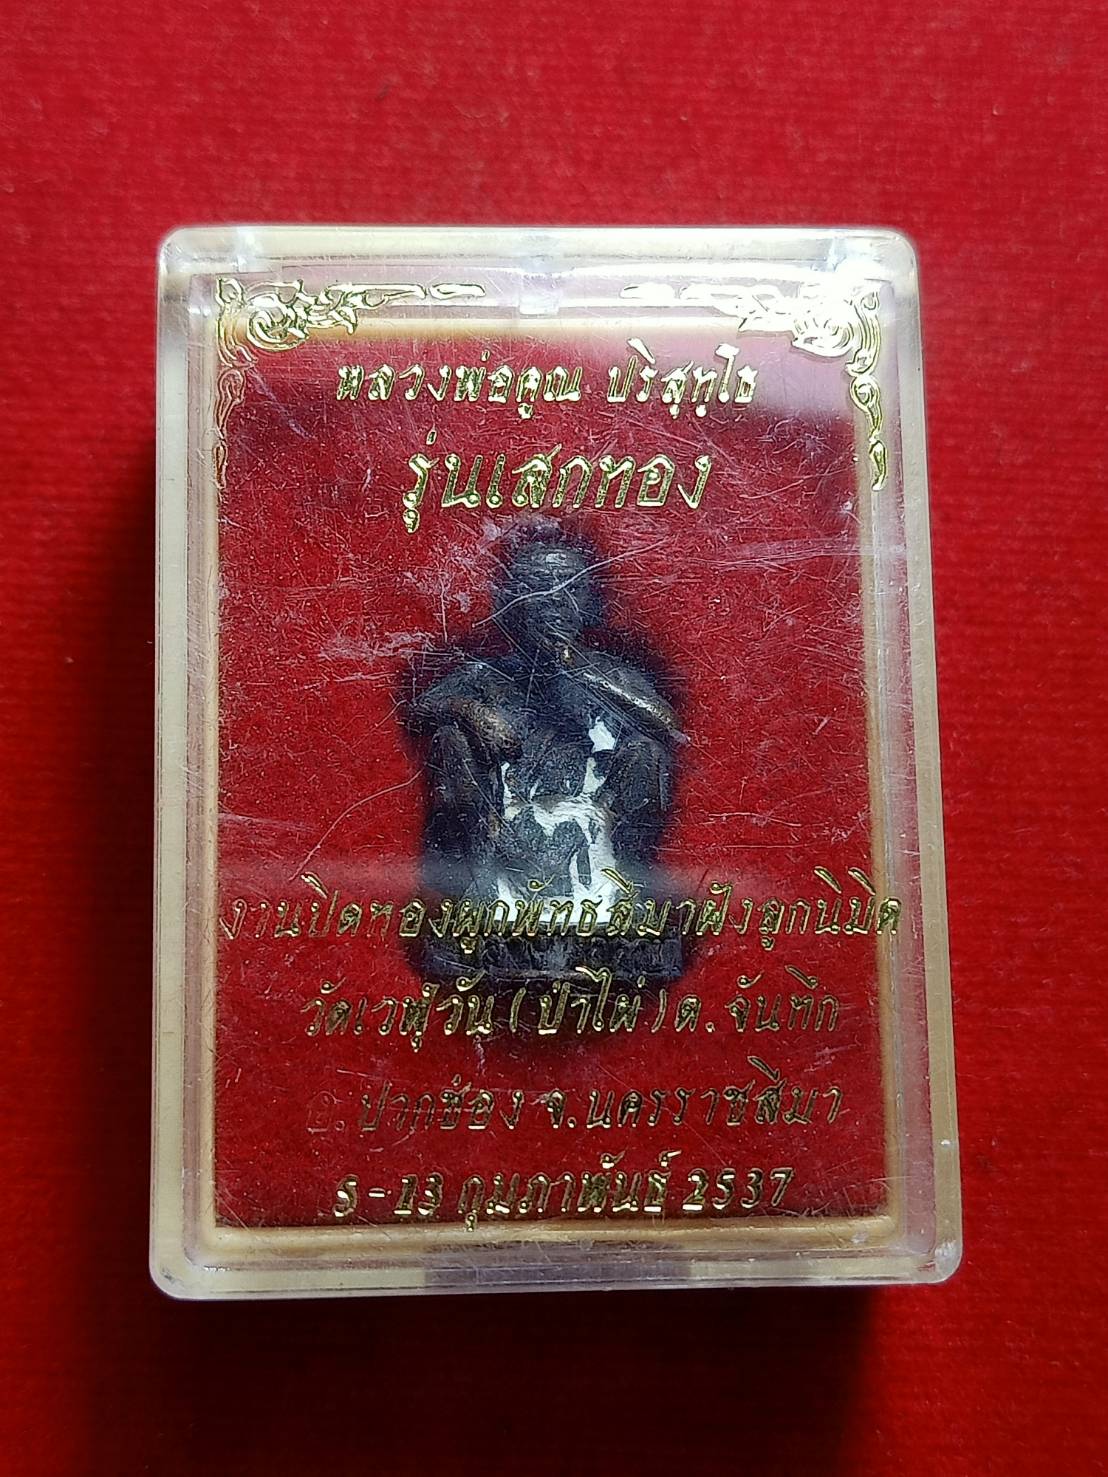 หลวงพ่อคูณ ปริสุทฺโธ
รุ่นเสกทอง
งานปิดทองผูกพัทธสีมาฝังลูกนิมิต
วัดเวฬุวัน (ป่าไผ่) ต. จันทึก
อ. ปากช่อง จ. นครราชสีมา
5-13 กุมภาพันธ์ 2537